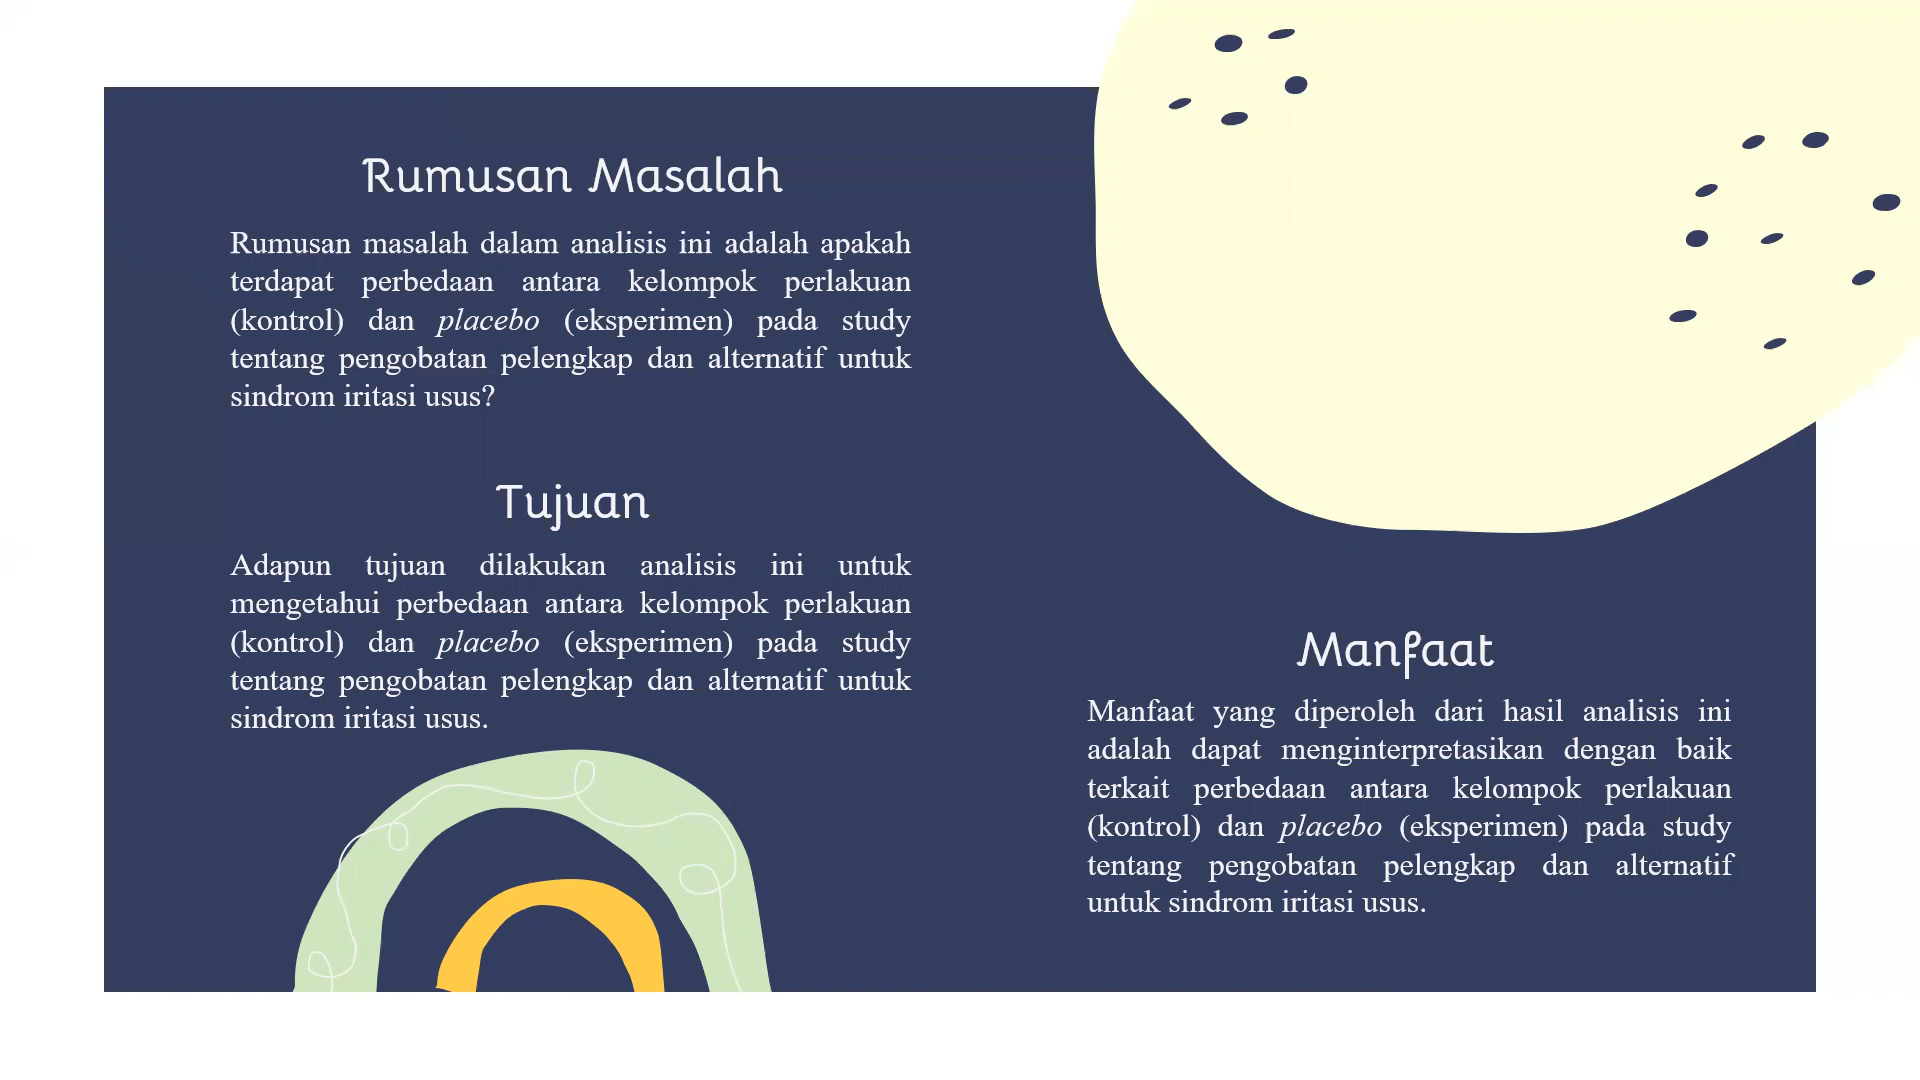 Rumusan Masalah
Rumusan masalah dalam analisis ini adalah apakah
terdapat perbedaan antara kelompok perlakuan
(kontrol) dan placebo (eksperimen) pada study
tentang pengobatan pelengkap dan alternatif untuk
sindrom iritasi usus?
Tujuan
Adapun tujuan dilakukan analisis ini untuk
mengetahui perbedaan antara kelompok perlakuan
(kontrol) dan placebo (eksperimen) pada study
tentang pengobatan pelengkap dan alternatif untuk
sindrom iritasi usus.
Manfaat
Manfaat yang diperoleh dari hasil analisis ini
adalah dapat menginterpretasikan dengan baik
terkait perbedaan antara kelompok perlakuan
(kontrol) dan placebo (eksperimen) pada study
tentang pengobatan pelengkap dan alternatif
untuk sindrom iritasi usus.